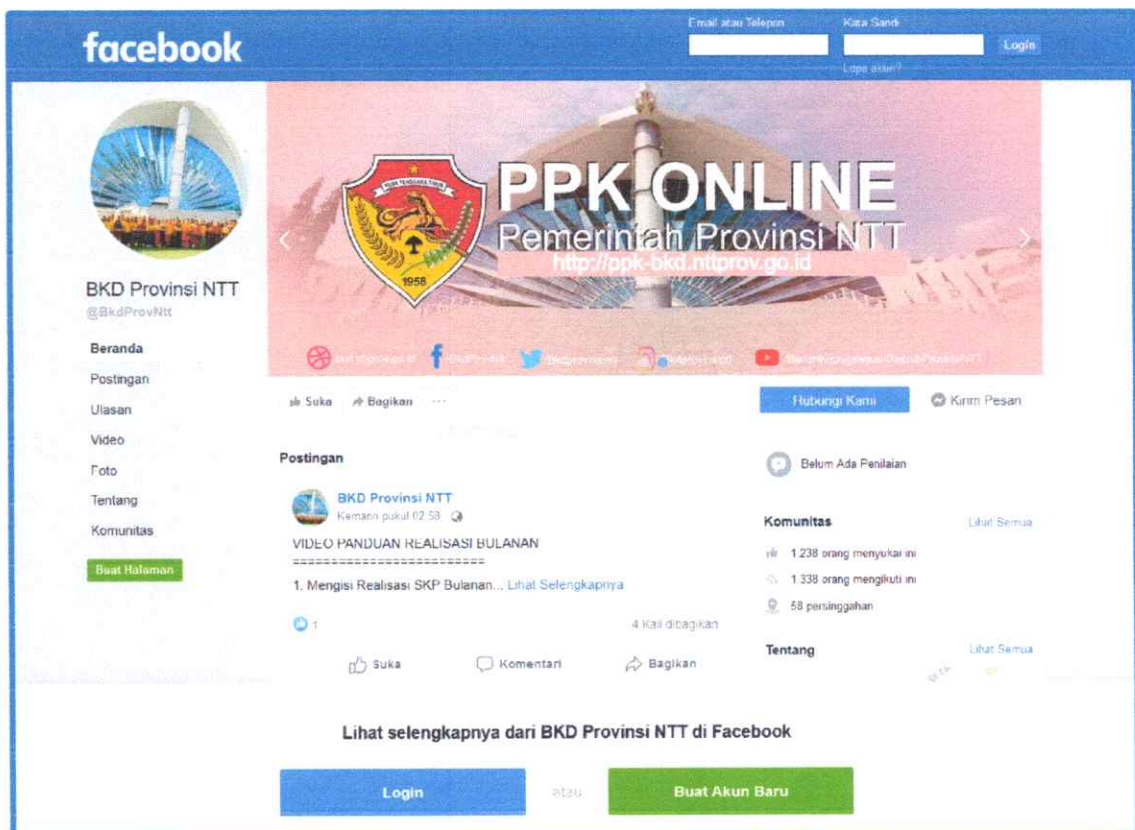 Email atau Telepon
Kata Sandi
facebook
Login
Lupa akun?
NUSA TENGGARA TIMUR
1958
PPK ONLINE
Pemerintah Provinsi NTT
http://ppk-bkd.nttprov.go.id
BKD Provinsi NTT
@BkdProvNtt
Beranda
Postingan
Ulasan
Video
Foto
Tentang
Komunitas
Buat Halaman
Suka
Bagikan
Hubungi Kami
Kirim Pesan
Postingan
BKD Provinsi NTT
Kemarin pukul 02.58
VIDEO PANDUAN REALISASI BULANAN
=========================
1. Mengisi Realisasi SKP Bulanan... Lihat Selengkapnya
1
4 Kali dibagikan
Suka
Komentari
Bagikan
Belum Ada Penilaian
Komunitas
Lihat Semua
1.238 orang menyukai ini
1.338 orang mengikuti ini
58 persinggahan
Tentang
Lihat Semua
Lihat selengkapnya dari BKD Provinsi NTT di Facebook
Login
atau
Buat Akun Baru